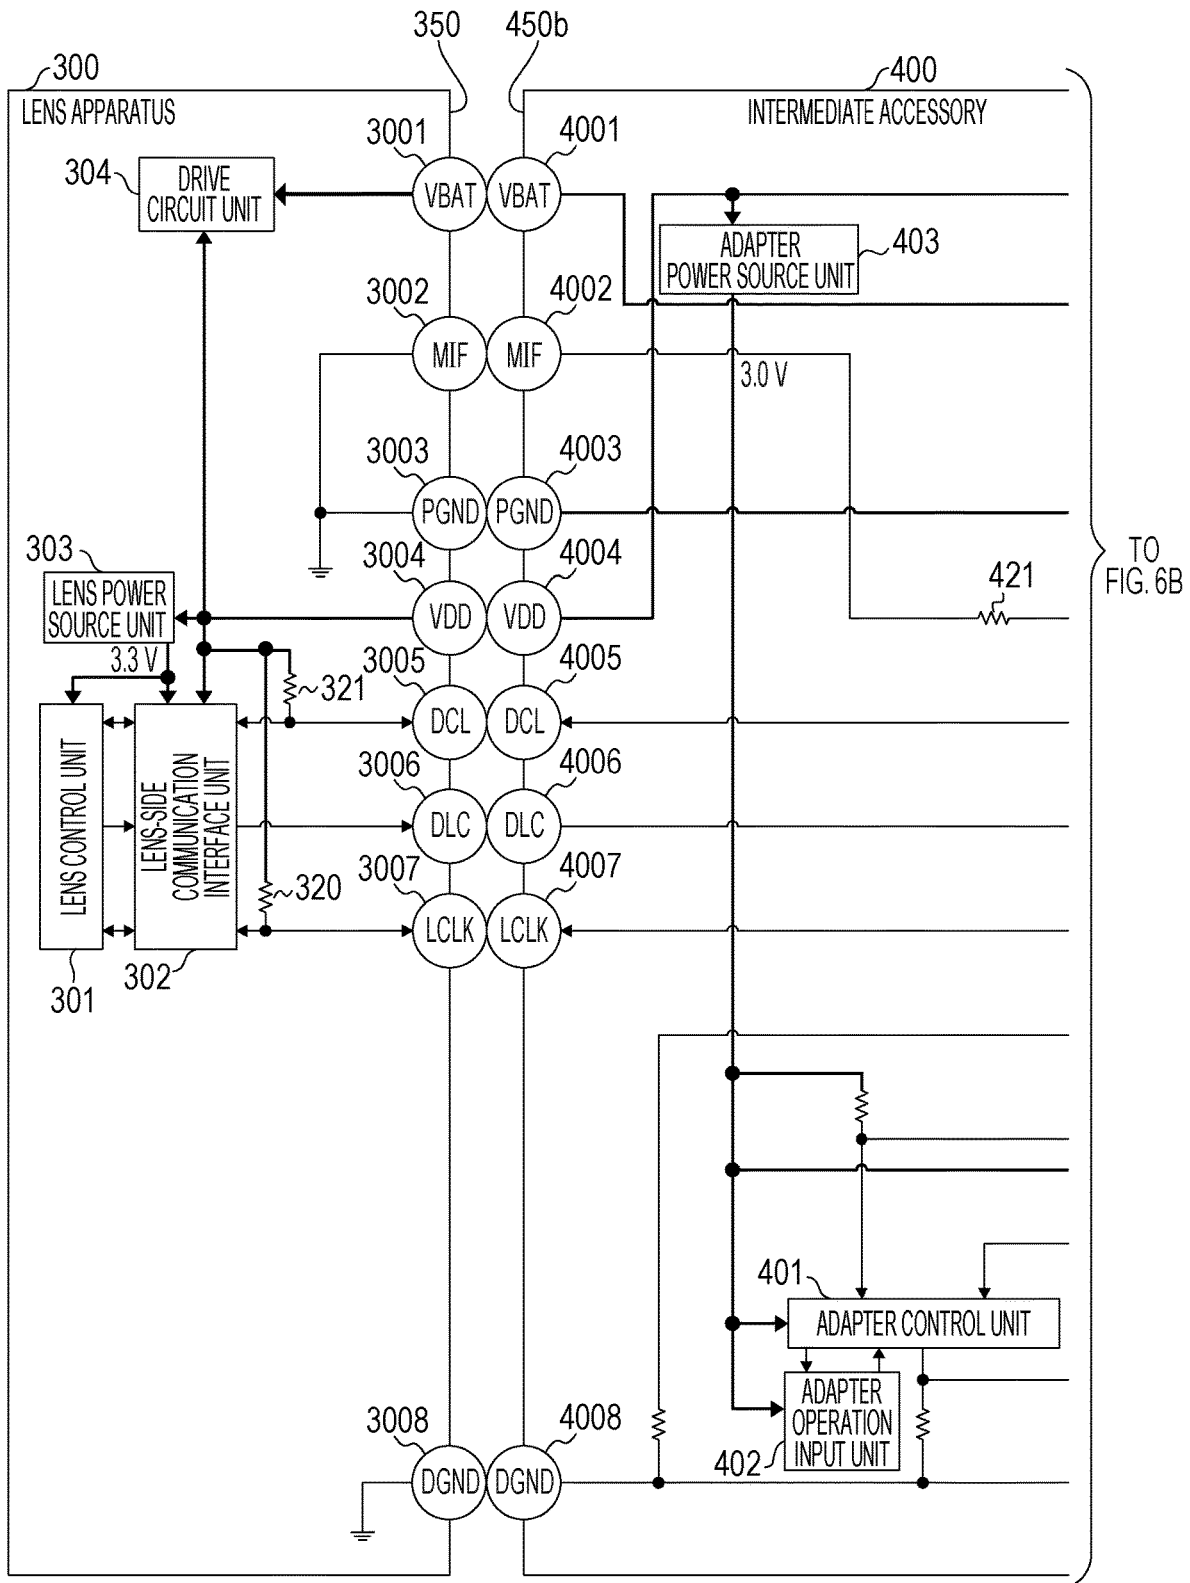 350
450b
300
400
LENS APPARATUS
INTERMEDIATE ACCESSORY
3001
4001
304
DRIVE
CIRCUIT UNIT
VBAT
VBAT
ADAPTER
POWER SOURCE UNIT
403
3002
4002
MIF
MIF
3.0 V
3003
4003
PGND
PGND
303
LENS POWER
SOURCE UNIT
3.3 V
3004
4004
VDD
VDD
421
TO
FIG. 6B
3005
4005
321
DCL
DCL
3006
4006
LENS CONTROL UNIT
LENS-SIDE
COMMUNICATION
INTERFACE UNIT
DLC
DLC
320
3007
4007
LCLK
LCLK
301
302
401
ADAPTER CONTROL UNIT
ADAPTER
OPERATION
INPUT UNIT
402
3008
4008
DGND
DGND